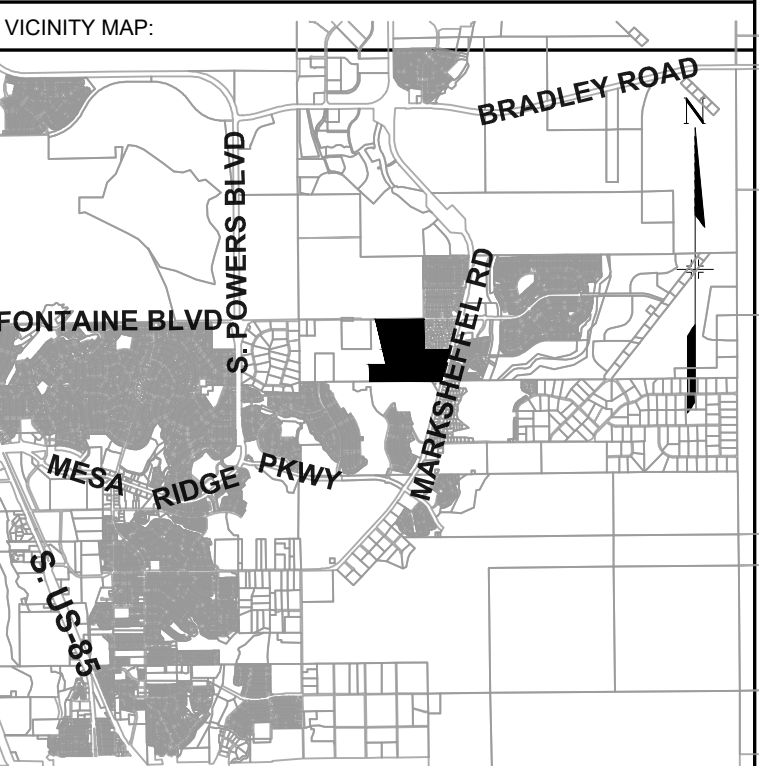 VICINITY MAP:
BRADLEY ROAD
N
S. POWERS BLVD
MARKSHEFFEL RD
FONTAINE BLVD
MESA RIDGE PKWY
S. US-85